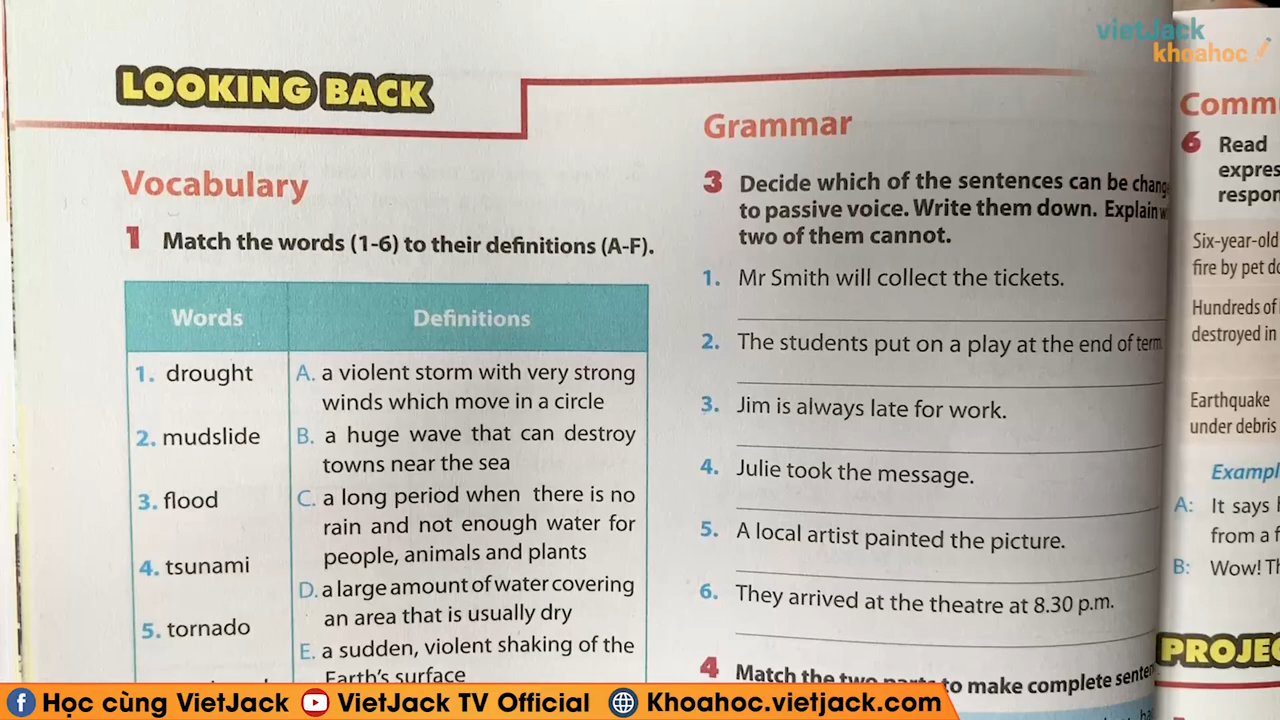 vietJack
khoahoc
LOOKING BACK
Vocabulary
1 Match the words (1-6) to their definitions (A-F).
Words
Definitions
1. drought
A. a violent storm with very strong
winds which move in a circle
2. mudslide
B. a huge wave that can destroy
towns near the sea
3. flood
C. a long period when there is no
rain and not enough water for
people, animals and plants
4. tsunami
D. a large amount of water covering
an area that is usually dry
5. tornado
E. a sudden, violent shaking of the
Earth's surface
Grammar
3 Decide which of the sentences can be chang
to passive voice. Write them down. Explain w
two of them cannot.
1. Mr Smith will collect the tickets.
2. The students put on a play at the end of term.
3. Jim is always late for work.
4. Julie took the message.
5. A local artist painted the picture.
6. They arrived at the theatre at 8.30 p.m.
4 Match the two parts to make complete sente
Comm
6 Read
expres
respon
Six-year-old
fire by pet do
Hundreds of
destroyed in
Earthquake
under debris
Exampl
A: It says
from a f
B: Wow! Th
PROJEC
Học cùng VietJack
VietJack TV Official
Khoahoc.vietjack.com